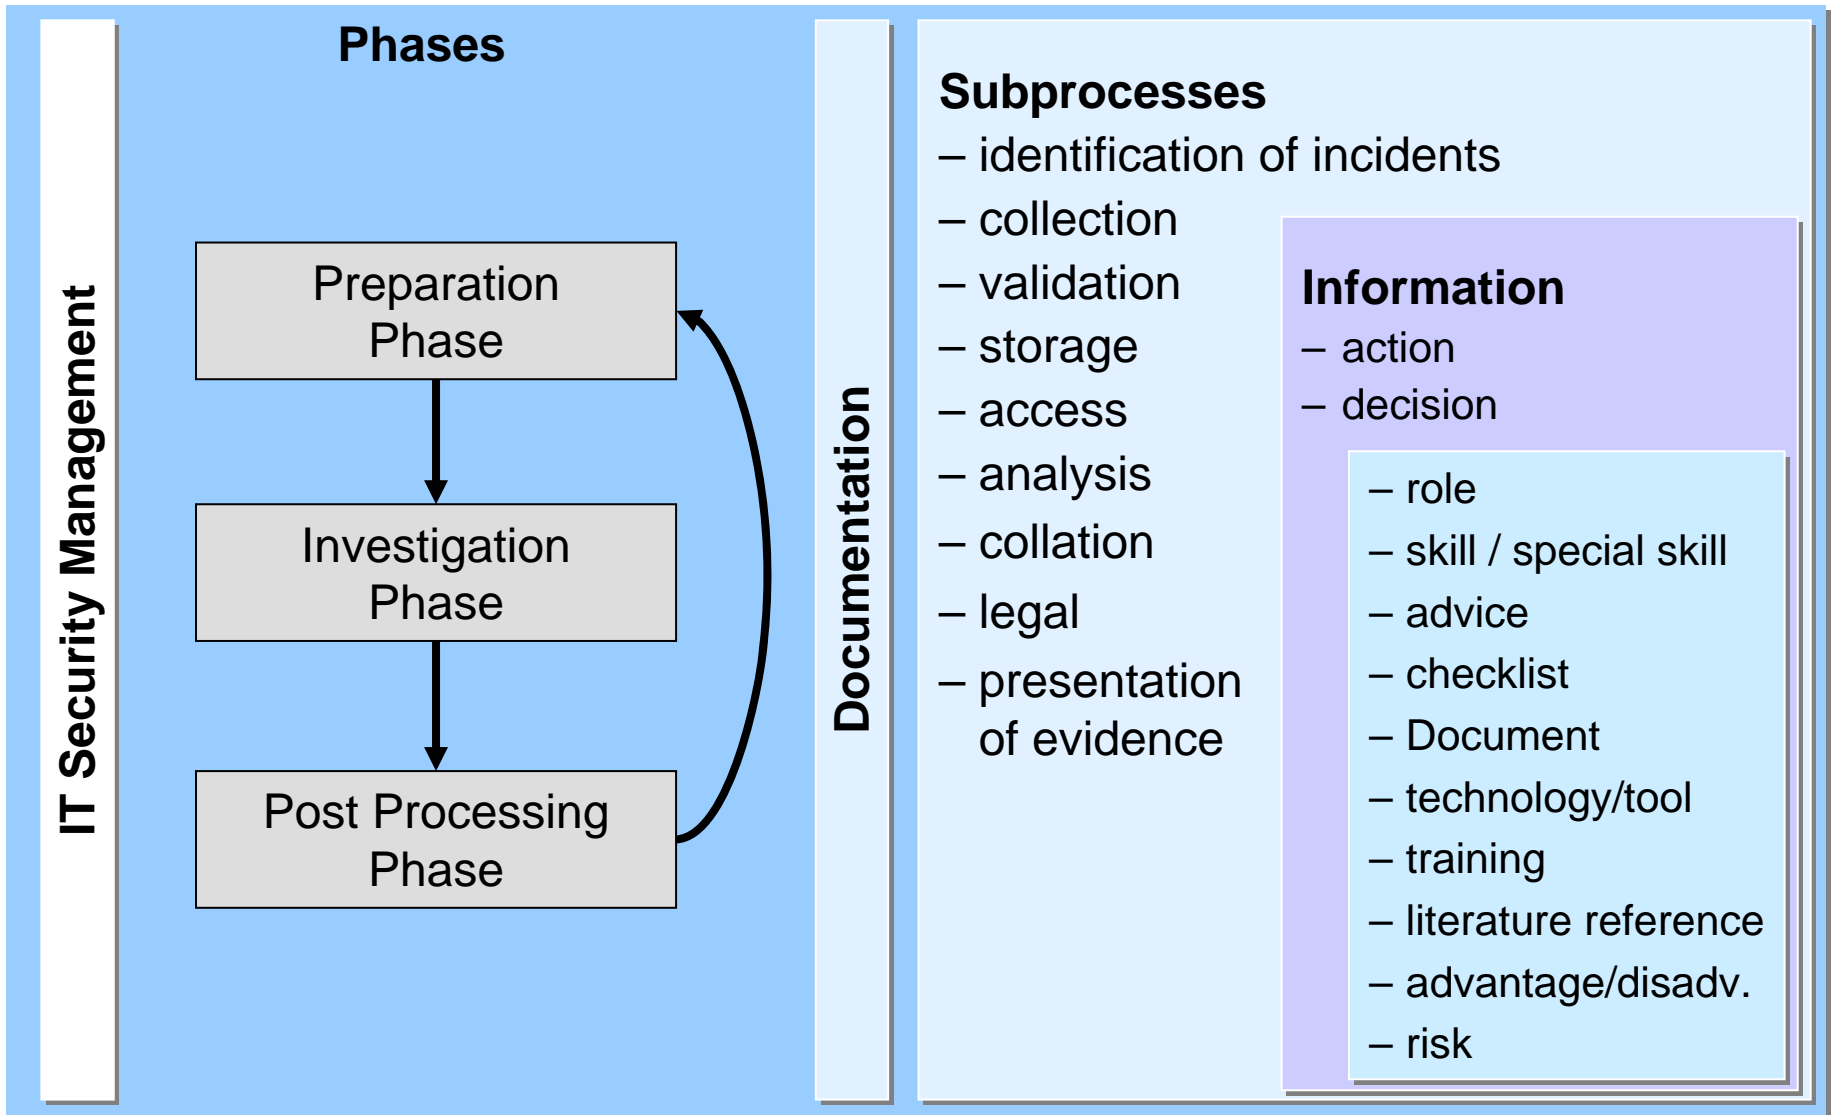 IT Security Management
Phases
Preparation
Phase
Investigation
Phase
Post Processing
Phase
Documentation
Subprocesses
– identification of incidents
– collection
– validation
– storage
– access
– analysis
– collation
– legal
– presentation
of evidence
Information
– action
– decision
– role
– skill / special skill
– advice
– checklist
– Document
– technology/tool
– training
– literature reference
– advantage/disadv.
– risk